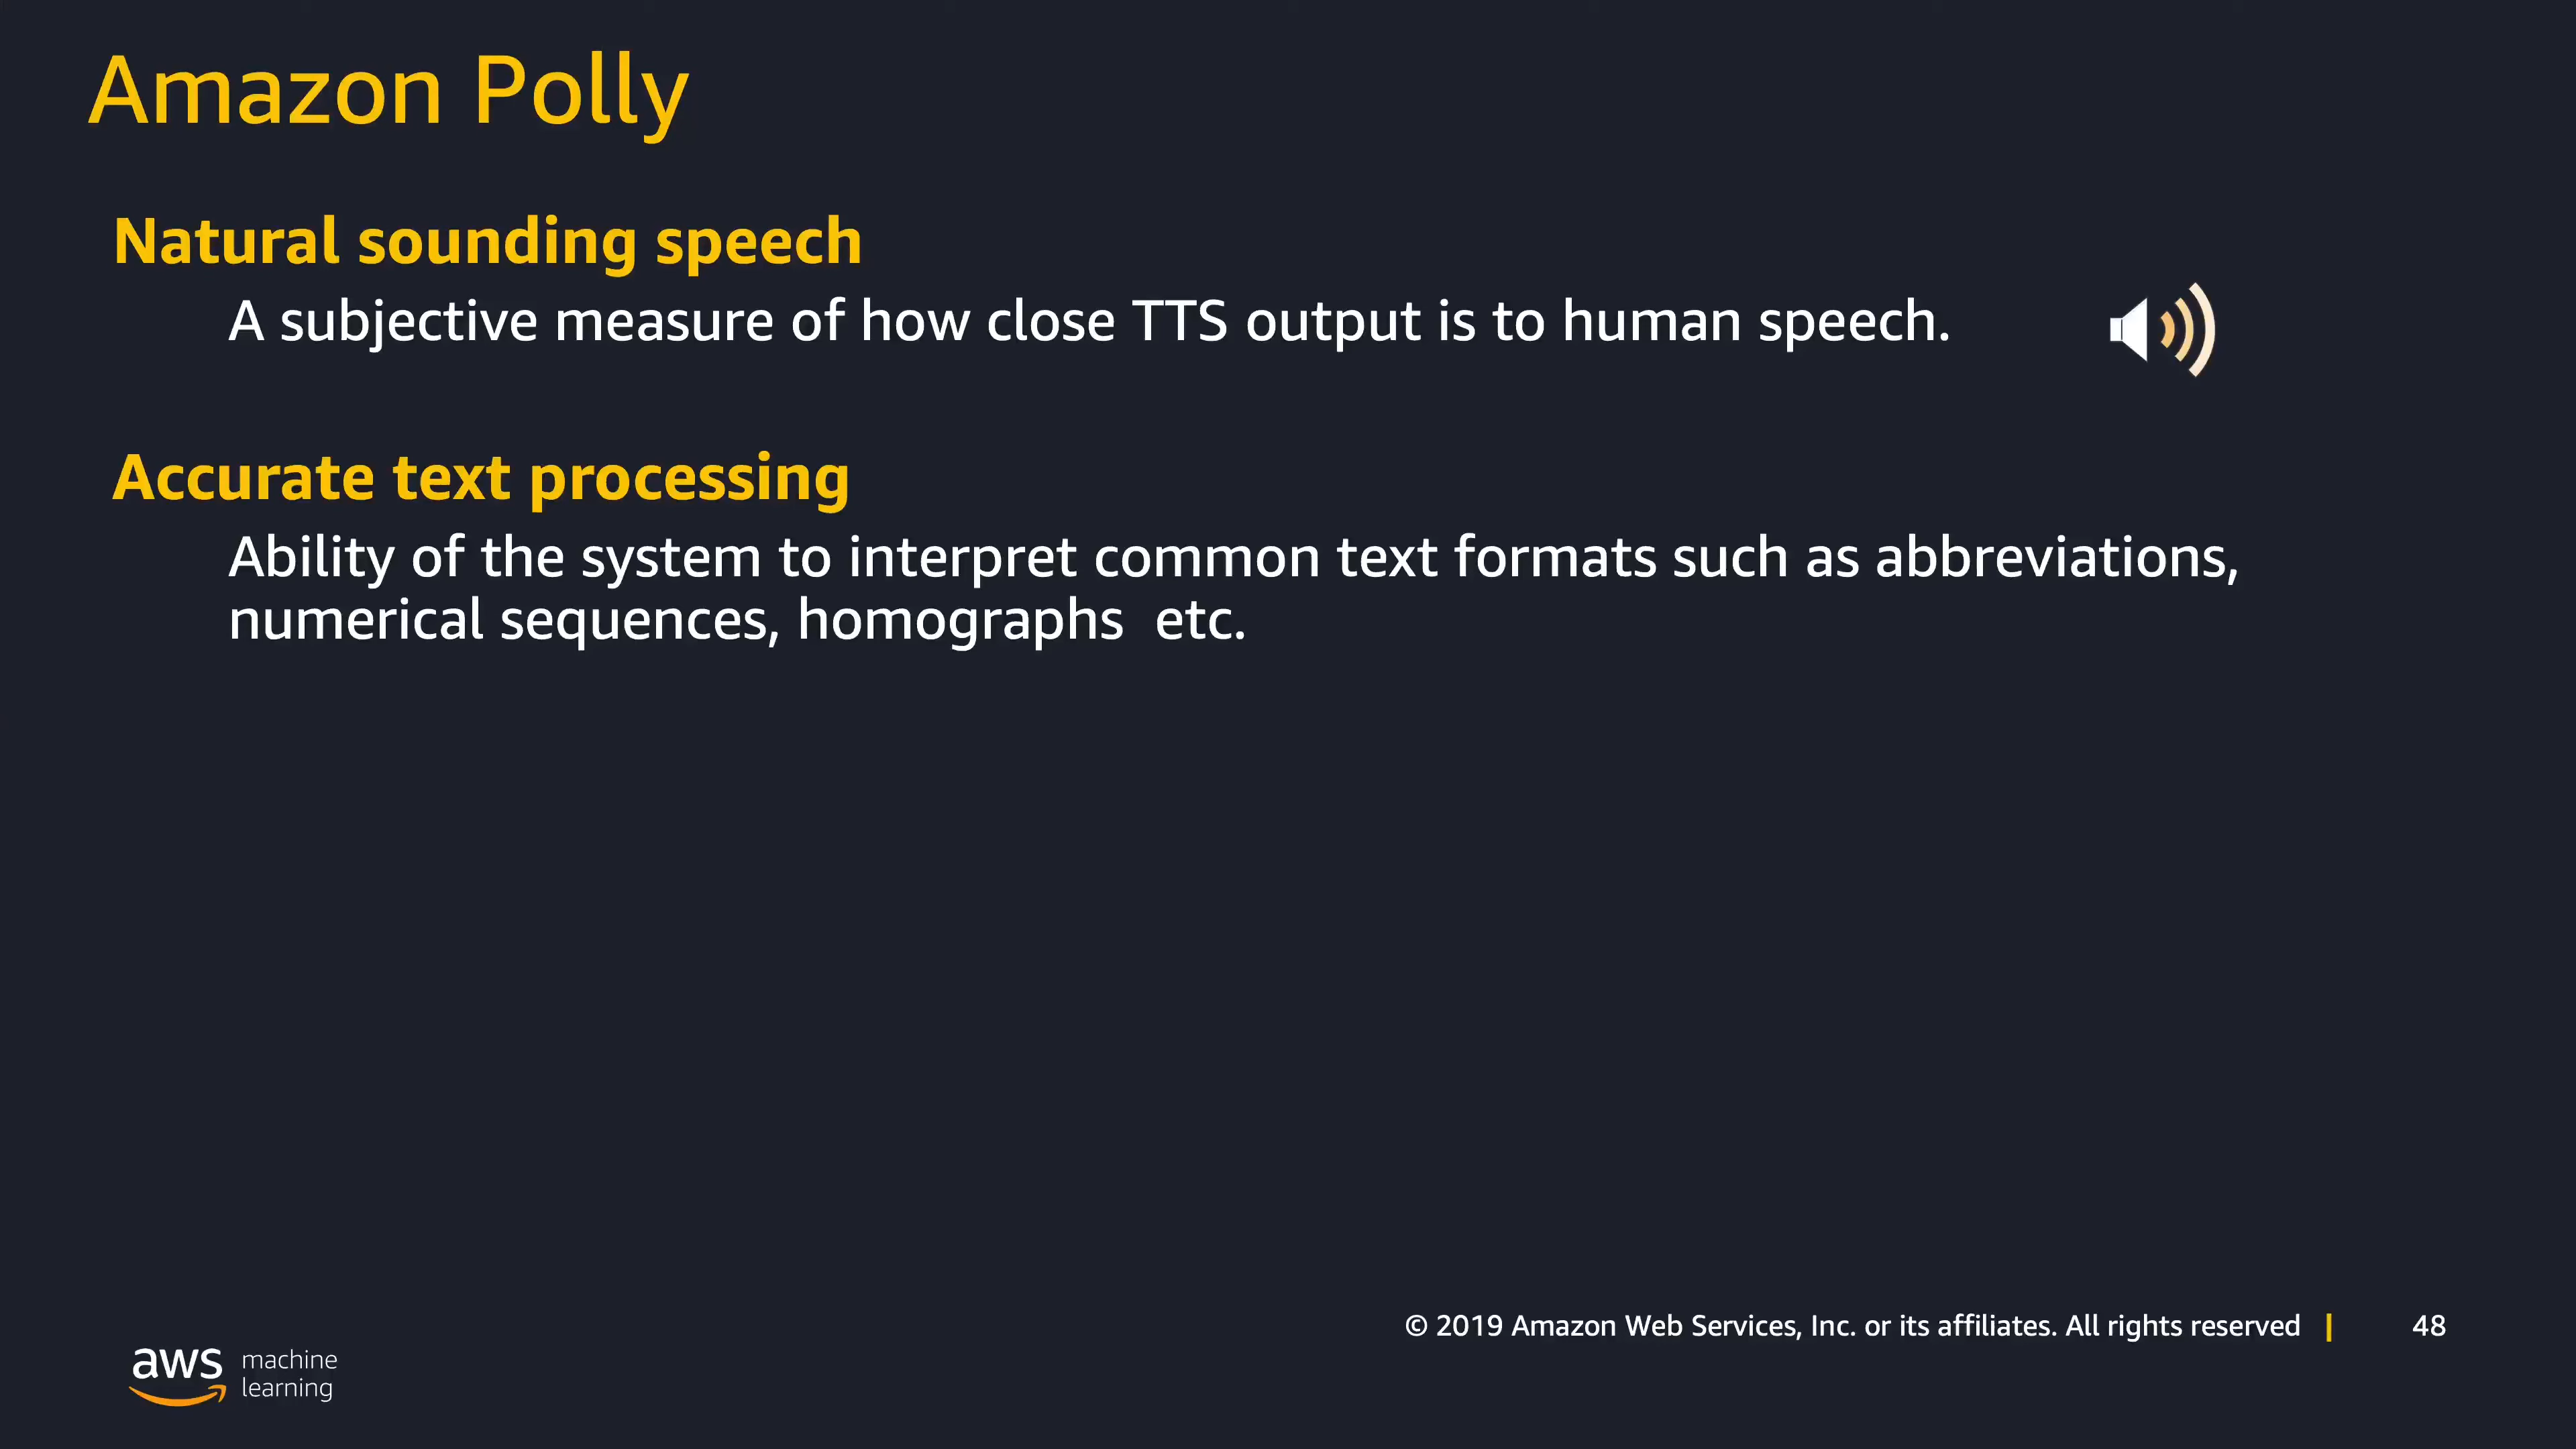 Amazon Polly
Natural sounding speech
A subjective measure of how close TTS output is to human speech.
Accurate text processing
Ability of the system to interpret common text formats such as abbreviations,
numerical sequences, homographs  etc.
© 2019 Amazon Web Services, Inc. or its affiliates. All rights reserved | 48
aws machine
learning